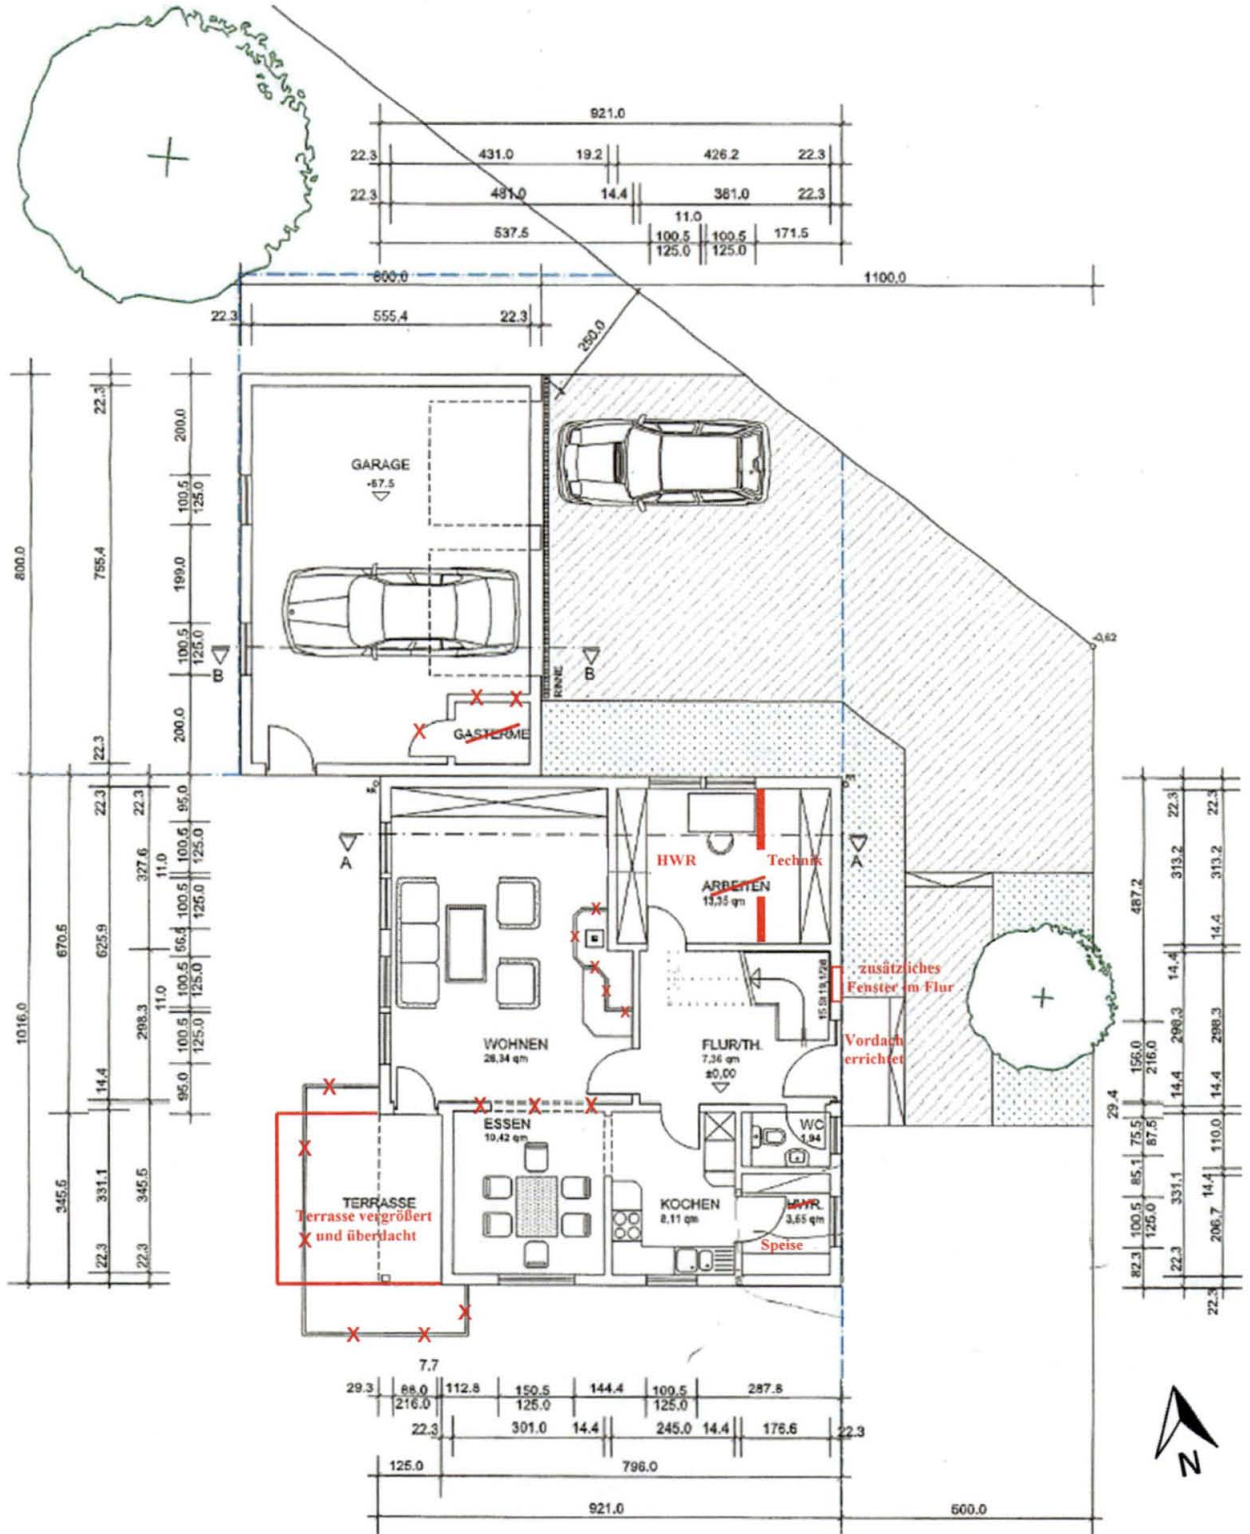 921.0
22.3 431.0 19.2 426.2 22.3
22.3 481.0 14.4 361.0 22.3
11.0
537.5 100.5 100.5 171.5
125.0 125.0
600.0 1100,0
22.3 555,4 22.3
250.0
GARAGE
-67.5
RINNE
-0,62
B B
GASTERME
800.0
22.3
755.4
22.3
200.0
100.5
125.0
199.0
100.5
125.0
200.0
A A
HWR Technik
ARBEITEN
13,35 qm
15 St 19,1/26
zusätzliches
Fenster im Flur
WOHNEN
28,34 qm
FLUR/TH.
7,36 qm
±0,00
Vordach
errichtet
ESSEN
10,42 qm
WC
1,94
TERRASSE
Terrasse vergrößert
und überdacht
KOCHEN
8,11 qm
HWR.
3,65 qm
Speise
1016.0
670.5
345.5
22.3
625.9
14.4
331.1
22.3
22.3
327.6
298.3
345.5
22.3
95.0
100.5
125.0
11.0
100.5
125.0
56.5
100.5
125.0
11.0
100.5
125.0
95.0
487.2
156.0
216.0
29.4
75.5
87.5
85.1
100.5
125.0
82.3
22.3
313.2
14.4
298.3
14.4
331.1
22.3
22.3
313.2
14.4
298.3
14.4
110.0
14.4
206.7
22.3
7.7
29.3 88.0 112.8 150.5 144.4 100.5 287.8
216.0 125.0 125.0
22.3 301.0 14.4 245.0 14.4 176.6 22.3
125.0 796.0
921.0 600.0
N